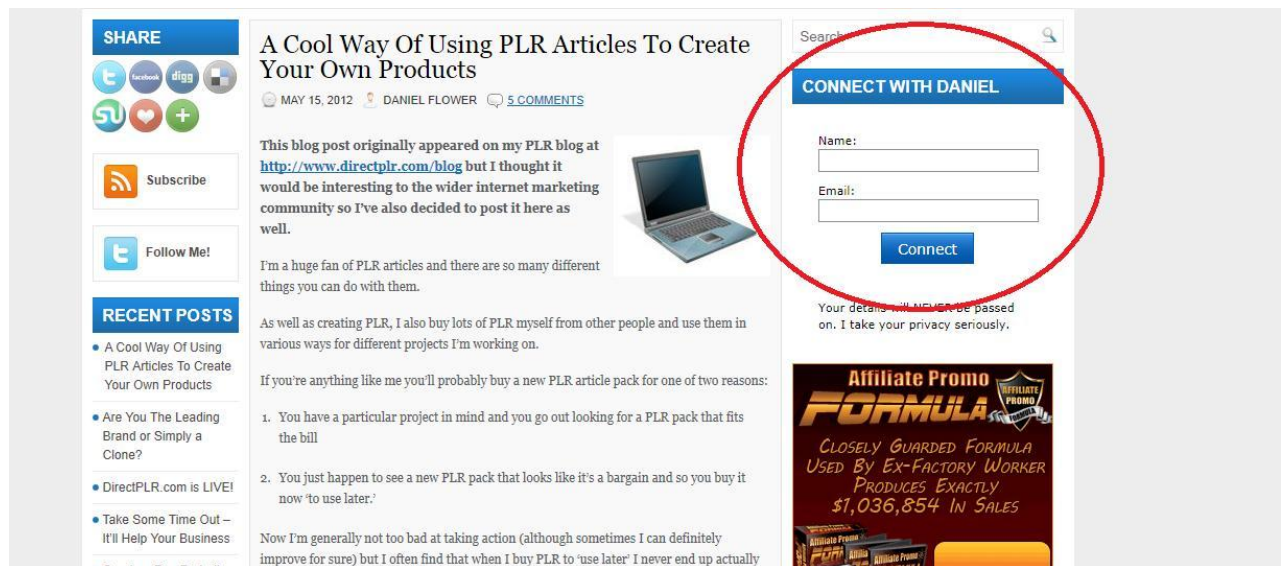 SHARE
facebook
digg
Subscribe
Follow Me!
RECENT POSTS
A Cool Way Of Using
PLR Articles To Create
Your Own Products
Are You The Leading
Brand or Simply a
Clone?
DirectPLR.com is LIVE!
Take Some Time Out –
It'll Help Your Business
A Cool Way Of Using PLR Articles To Create
Your Own Products
MAY 15, 2012 DANIEL FLOWER 5 COMMENTS
This blog post originally appeared on my PLR blog at
http://www.directplr.com/blog but I thought it
would be interesting to the wider internet marketing
community so I've also decided to post it here as
well.
I'm a huge fan of PLR articles and there are so many different
things you can do with them.
As well as creating PLR, I also buy lots of PLR myself from other people and use them in
various ways for different projects I'm working on.
If you're anything like me you'll probably buy a new PLR article pack for one of two reasons:
1. You have a particular project in mind and you go out looking for a PLR pack that fits
the bill
2. You just happen to see a new PLR pack that looks like it's a bargain and so you buy it
now 'to use later.'
Now I'm generally not too bad at taking action (although sometimes I can definitely
improve for sure) but I often find that when I buy PLR to 'use later' I never end up actually
Search
CONNECT WITH DANIEL
Name:
Email:
Connect
Your details will NEVER be passed
on. I take your privacy seriously.
Affiliate Promo
FORMULA
AFFILIATE
PROMO
FORMULA
CLOSELY GUARDED FORMULA
USED BY EX-FACTORY WORKER
PRODUCES EXACTLY
$1,036,854 IN SALES
Affiliate Promo